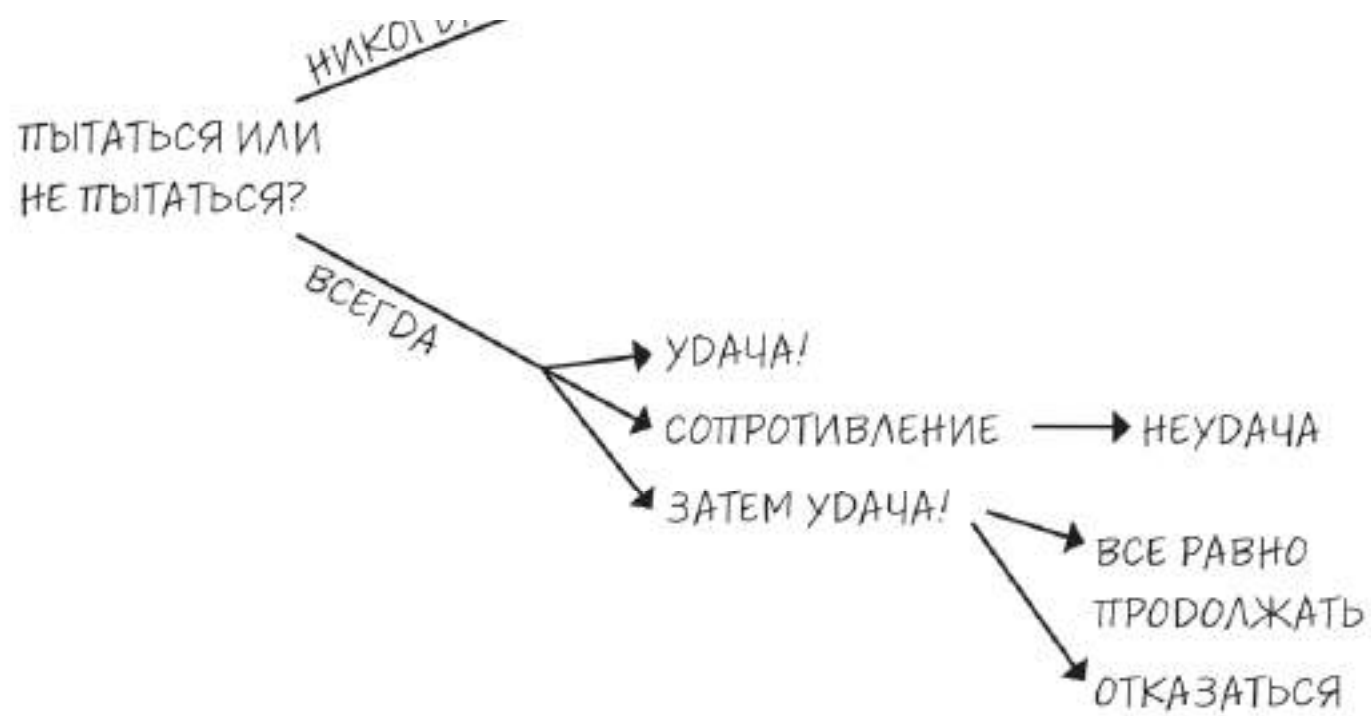 ПЫТАТЬСЯ ИЛИ
НЕ ПЫТАТЬСЯ?
ВСЕГДА
УДАЧА!
СОПРОТИВЛЕНИЕ
НЕУДАЧА
ЗАТЕМ УДАЧА!
ВСЕ РАВНО
ПРОДОЛЖАТЬ
ОТКАЗАТЬСЯ